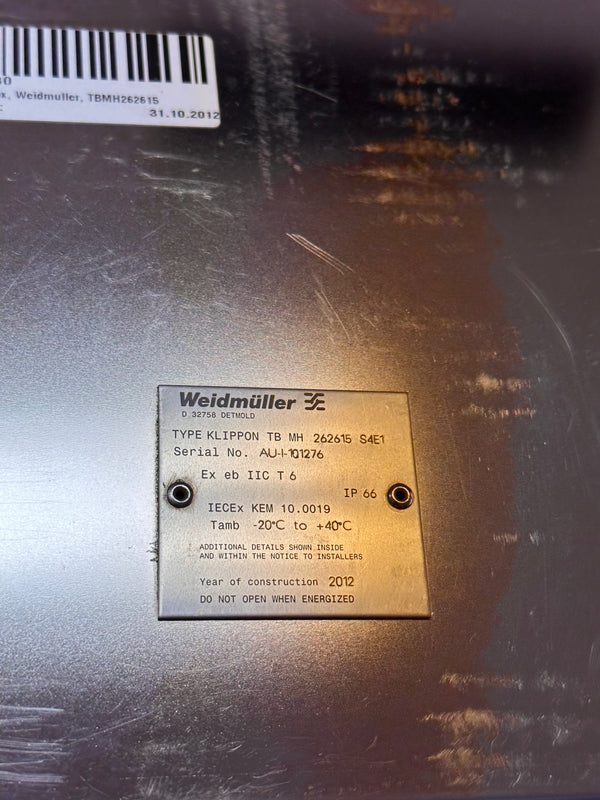 Weidmuller, TBMH262615
31.10.2012
Weidmüller
D 32758 DETMOLD
TYPE KLIPPON TB MH 262615 S4E1
Serial No. AU-I-101276
Ex eb IIC T 6
IP 66
IECEx KEM 10.0019
Tamb -20°C to +40°C
ADDITIONAL DETAILS SHOWN INSIDE
AND WITHIN THE NOTICE TO INSTALLERS
Year of construction 2012
DO NOT OPEN WHEN ENERGIZED